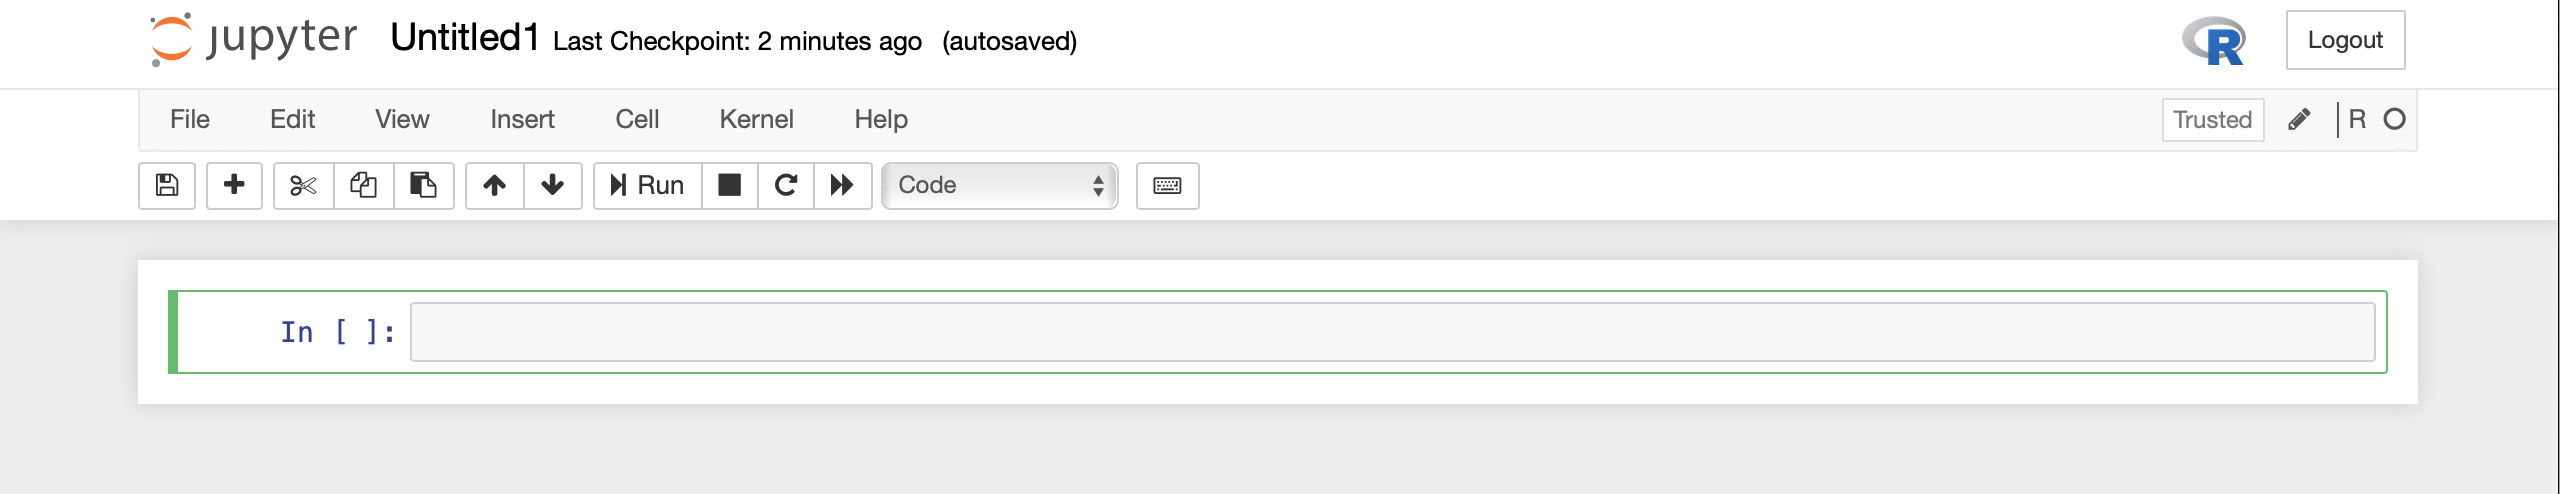 jupyter Untitled1 Last Checkpoint: 2 minutes ago (autosaved) R Logout
File Edit View Insert Cell Kernel Help Trusted R
Run Code
In [ ]: